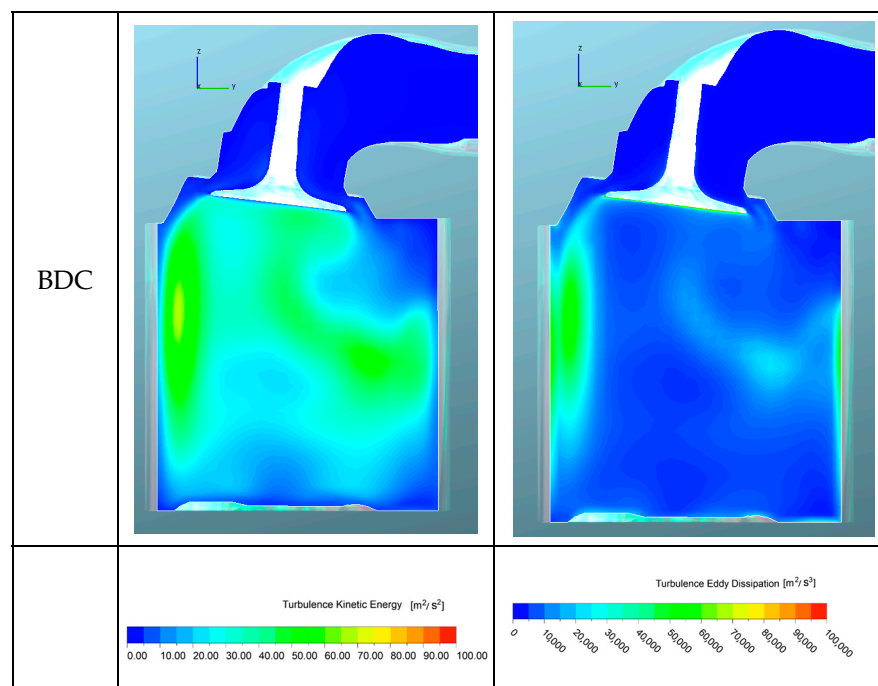 z
y
x
z
y
x
BDC
Turbulence Kinetic Energy [m²/s²]
0.00 10.00 20.00 30.00 40.00 50.00 60.00 70.00 80.00 90.00 100.00
Turbulence Eddy Dissipation [m²/s³]
0 10,000 20,000 30,000 40,000 50,000 60,000 70,000 80,000 90,000 100,000